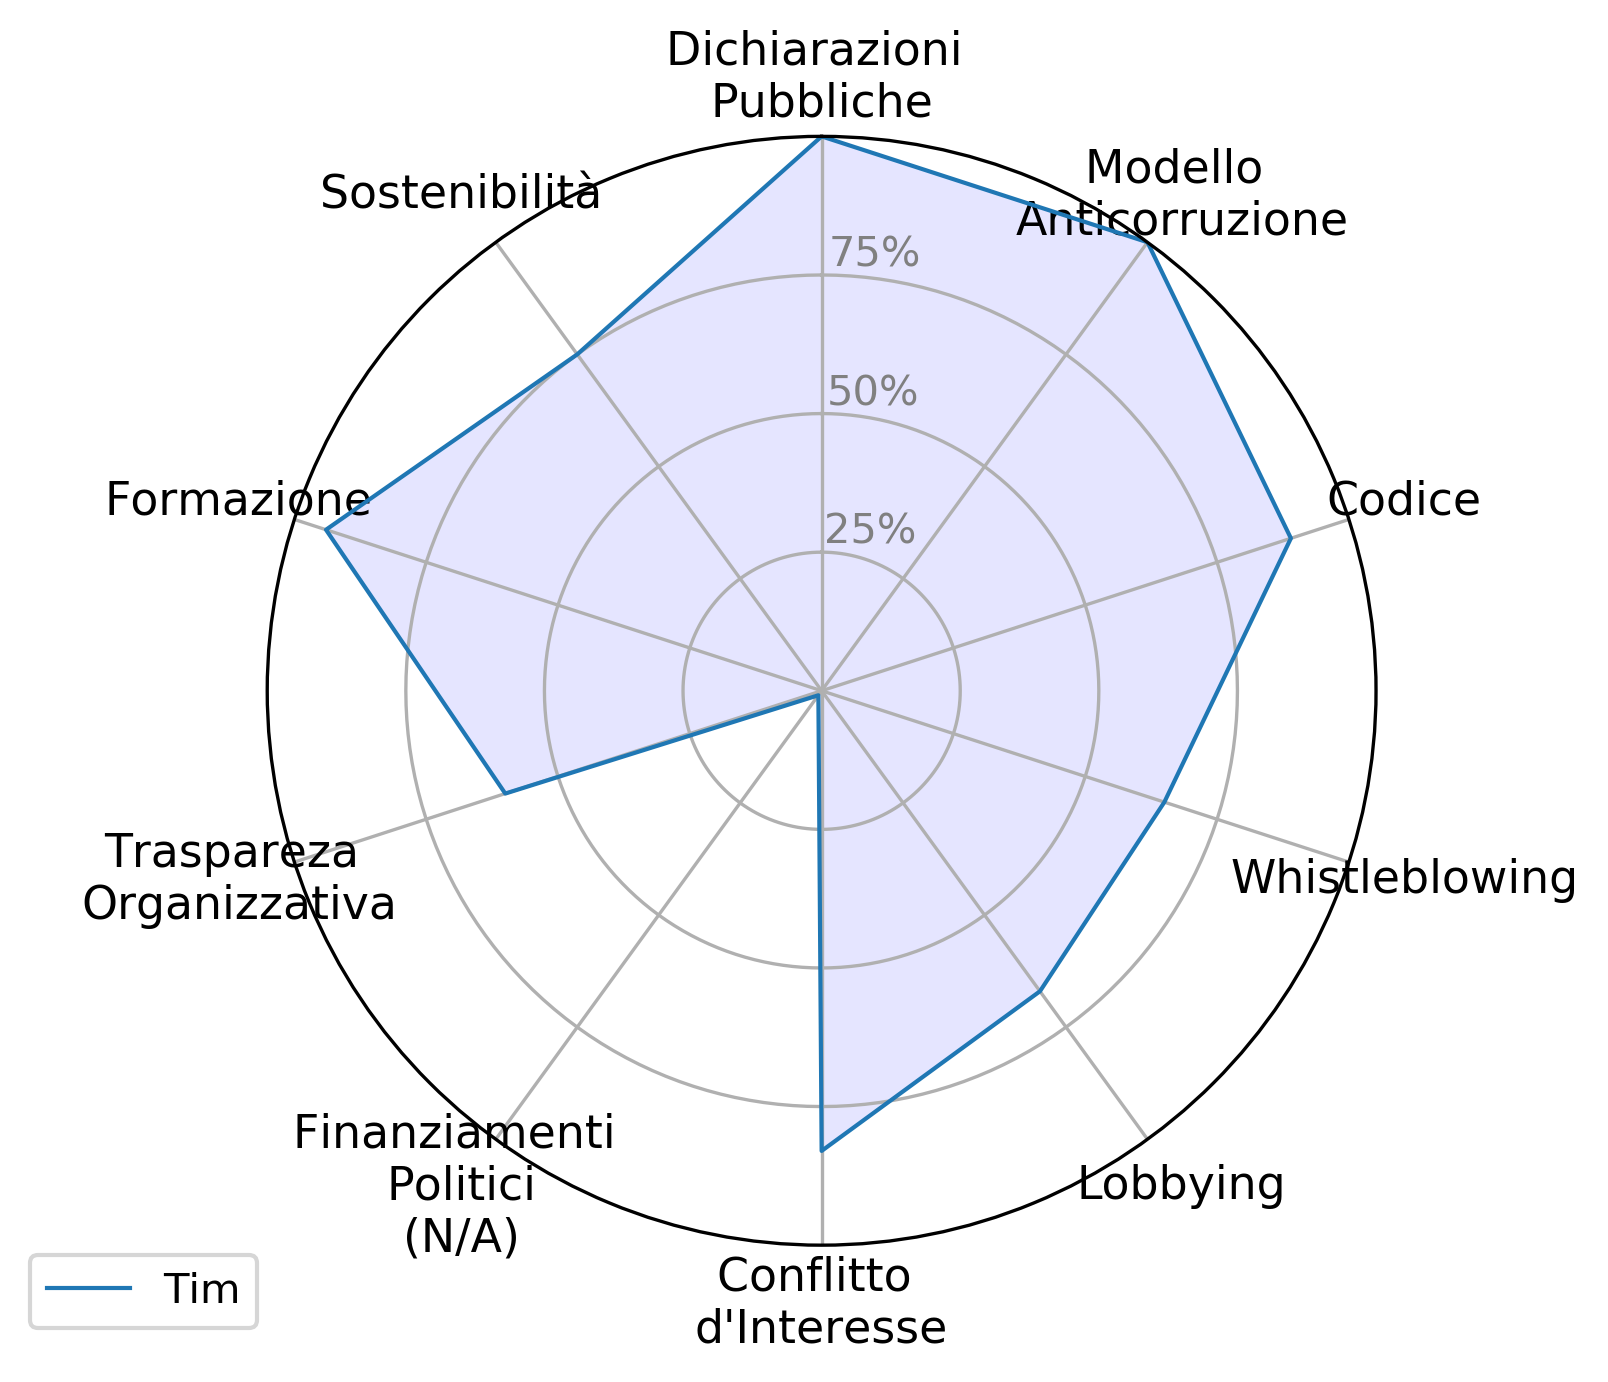 Dichiarazioni
Pubbliche
Modello
Anticorruzione
Sostenibilità
75%
50%
25%
Formazione
Codice
Traspareza
Organizzativa
Whistleblowing
Finanziamenti
Politici
(N/A)
Lobbying
Conflitto
d'Interesse
Tim